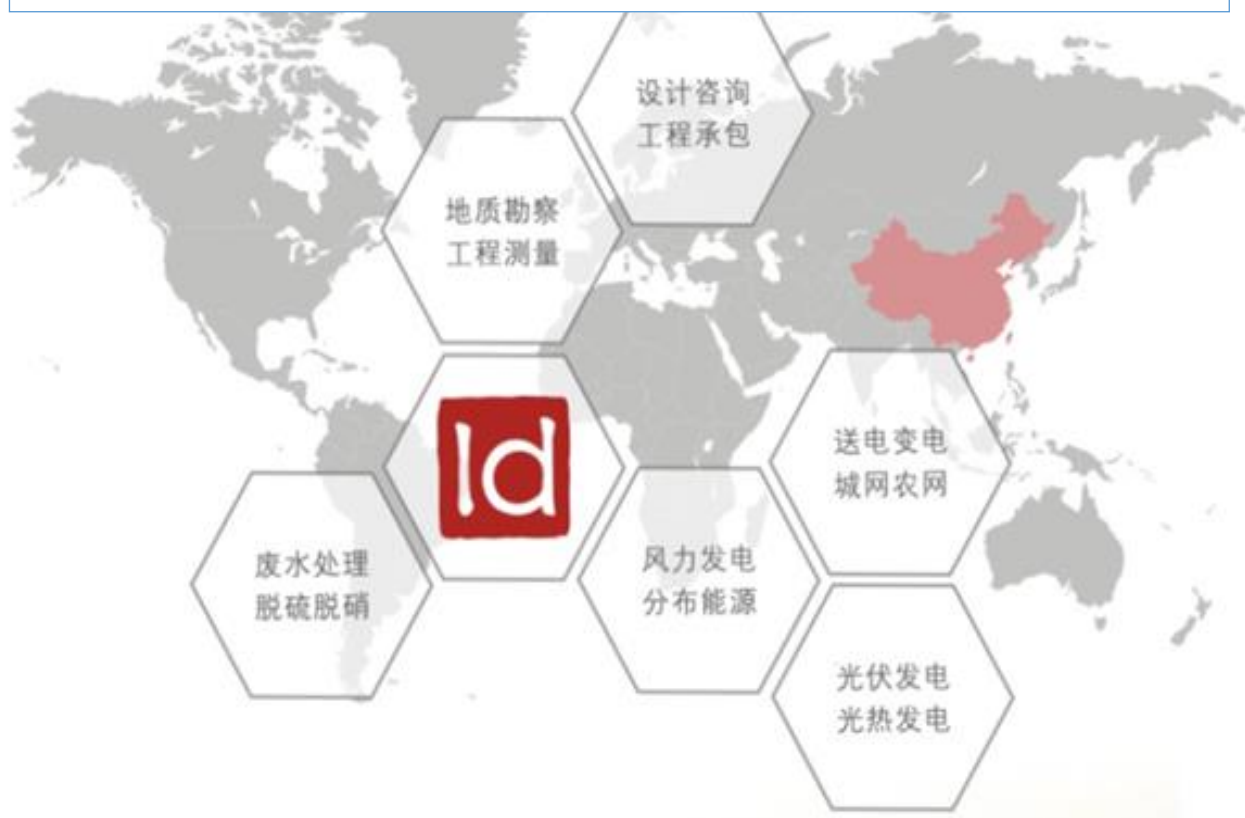 设计咨询
工程承包
地质勘察
工程测量
ld
送电变电
城网农网
废水处理
脱硫脱硝
风力发电
分布能源
光伏发电
光热发电